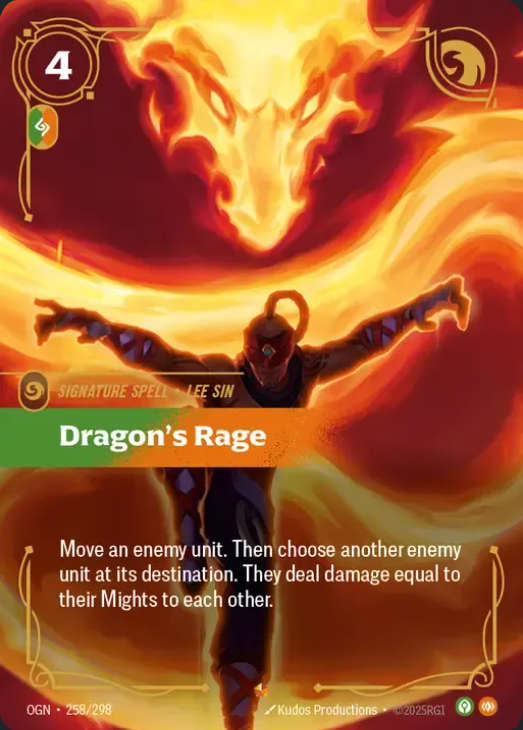 4
SIGNATURE SPELL • LEE SIN
Dragon's Rage
Move an enemy unit. Then choose another enemy
unit at its destination. They deal damage equal to
their Mights to each other.
OGN • 258/298
Kudos Productions • ©2025RGI